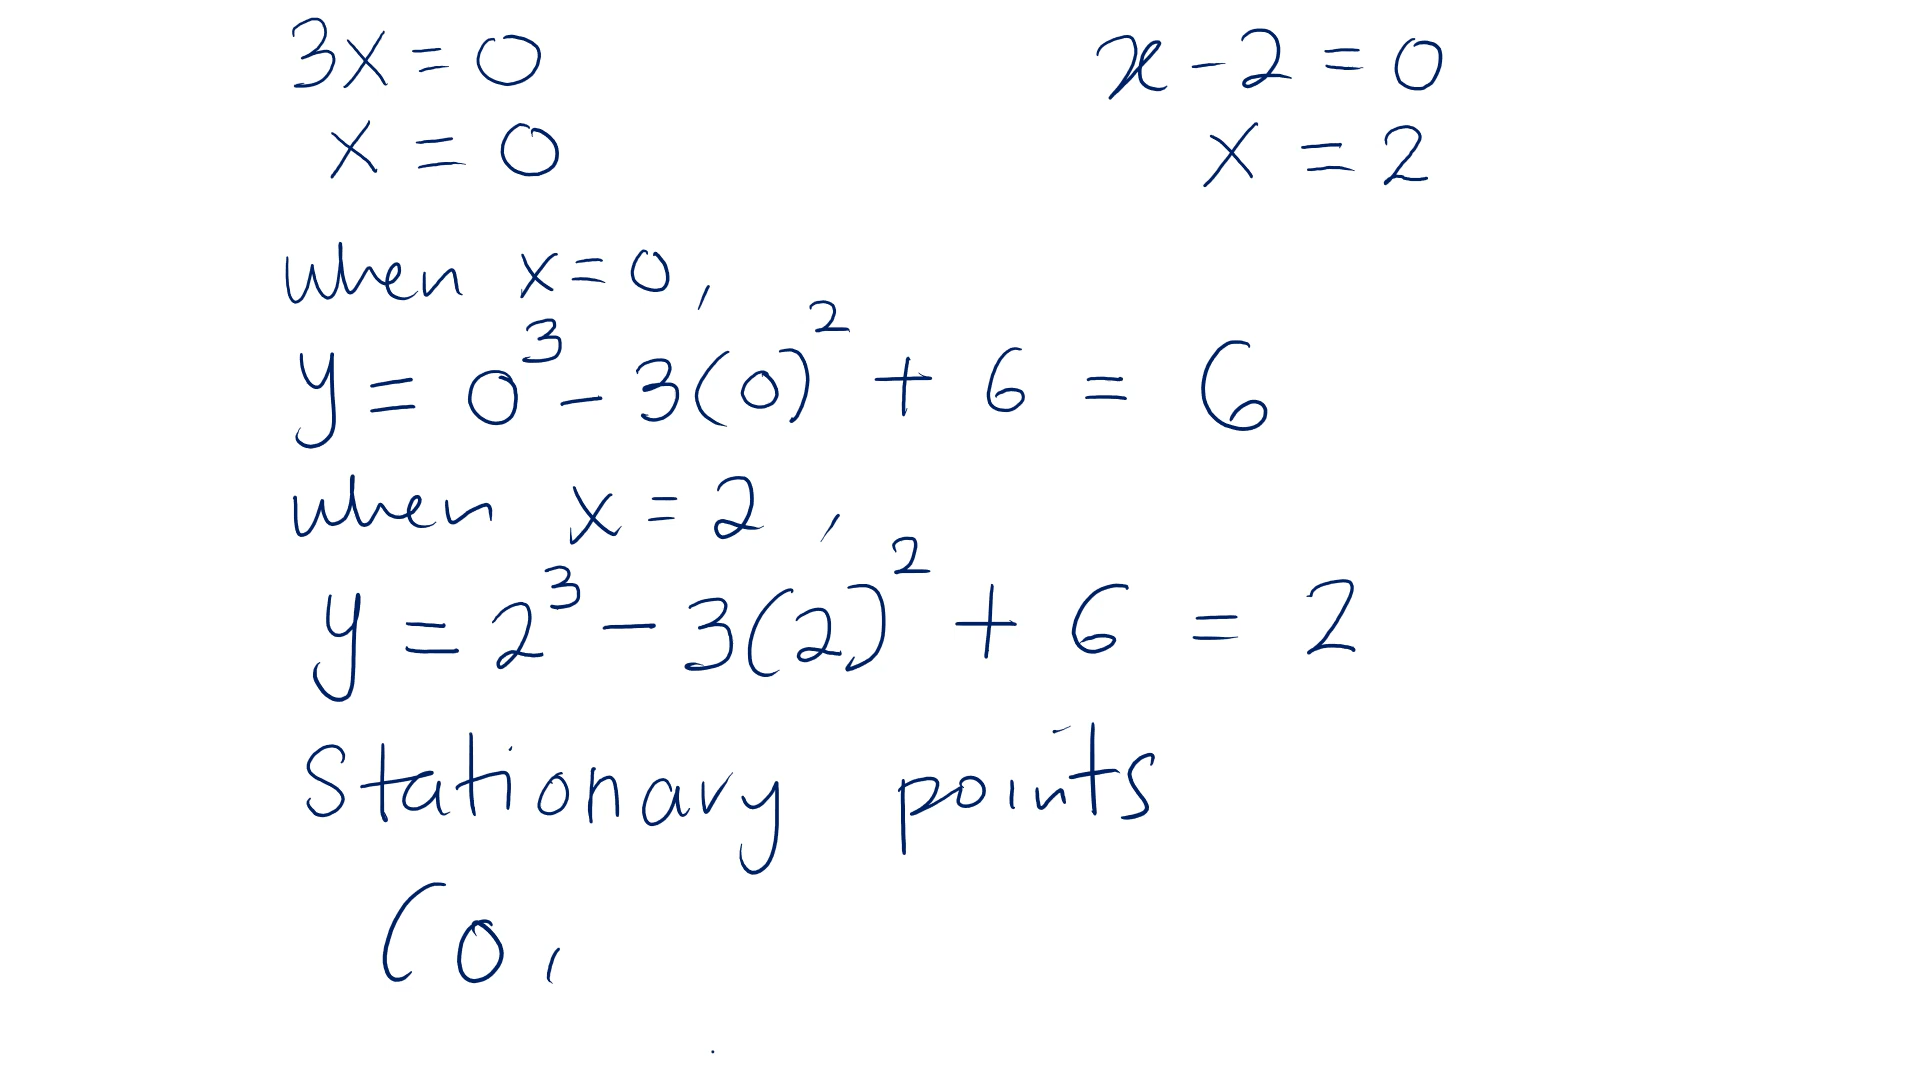 3x = 0 x - 2 = 0
x = 0 x = 2
when x = 0,
y = 0³ - 3(0)² + 6 = 6
when x = 2,
y = 2³ - 3(2)² + 6 = 2
Stationary points
(0,